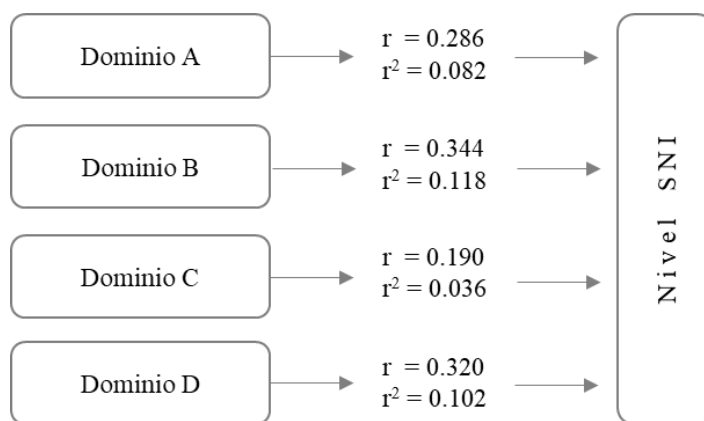 Dominio A
r = 0.286
r² = 0.082
Dominio B
r = 0.344
r² = 0.118
Dominio C
r = 0.190
r² = 0.036
Dominio D
r = 0.320
r² = 0.102
Nivel SNI